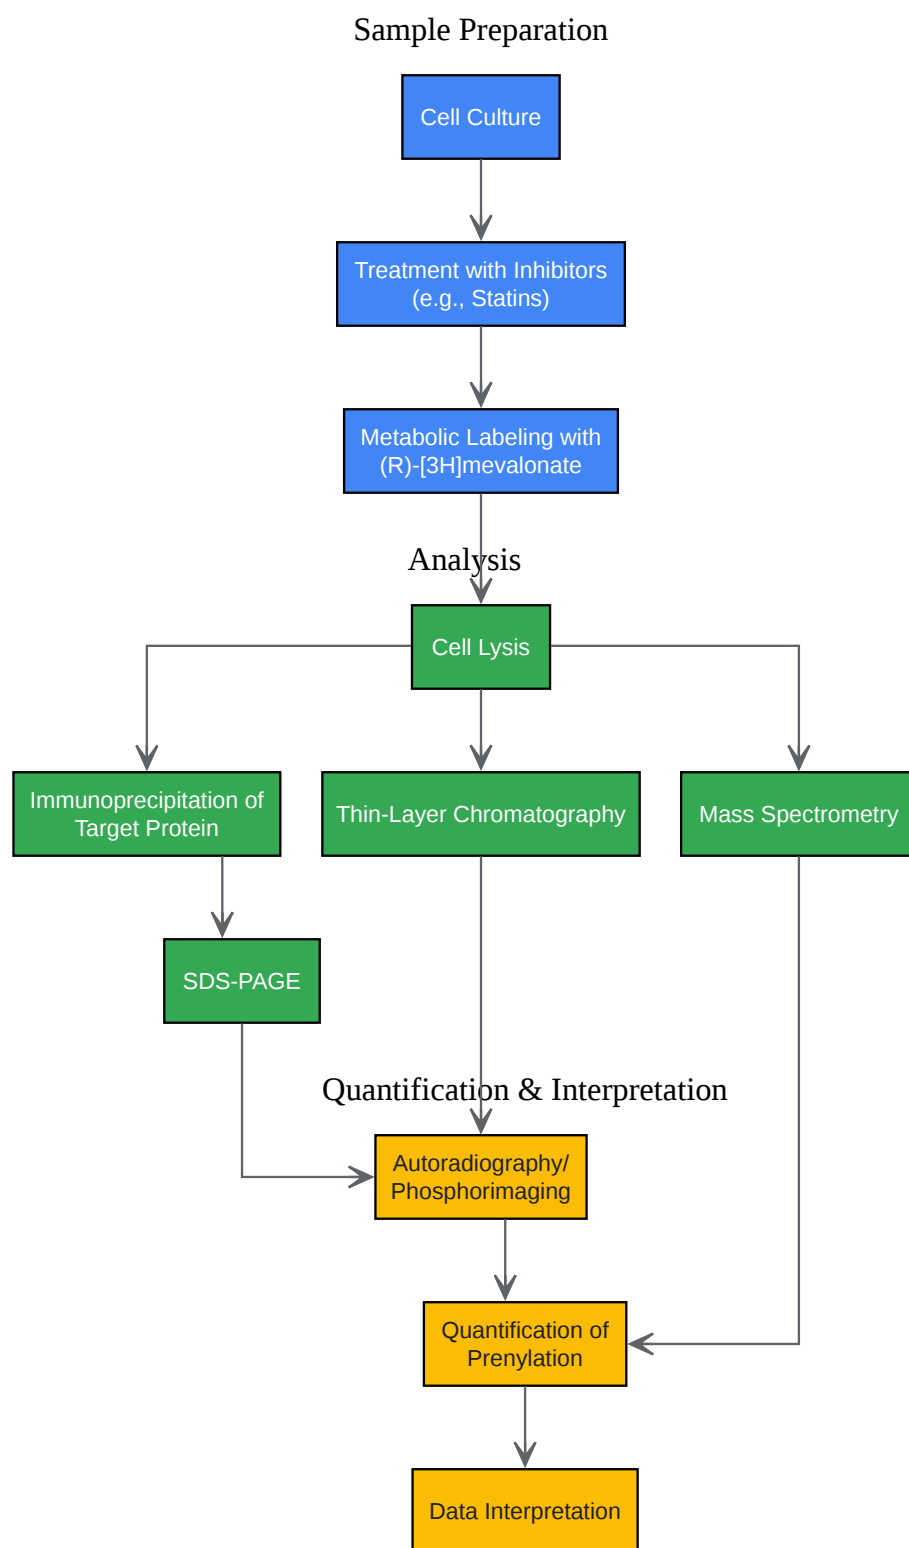 Sample Preparation
Cell Culture
Treatment with Inhibitors
(e.g., Statins)
Metabolic Labeling with
(R)-[3H]mevalonate
Analysis
Cell Lysis
Immunoprecipitation of
Target Protein
Thin-Layer Chromatography
Mass Spectrometry
SDS-PAGE
Quantification & Interpretation
Autoradiography/
Phosphorimaging
Quantification of
Prenylation
Data Interpretation